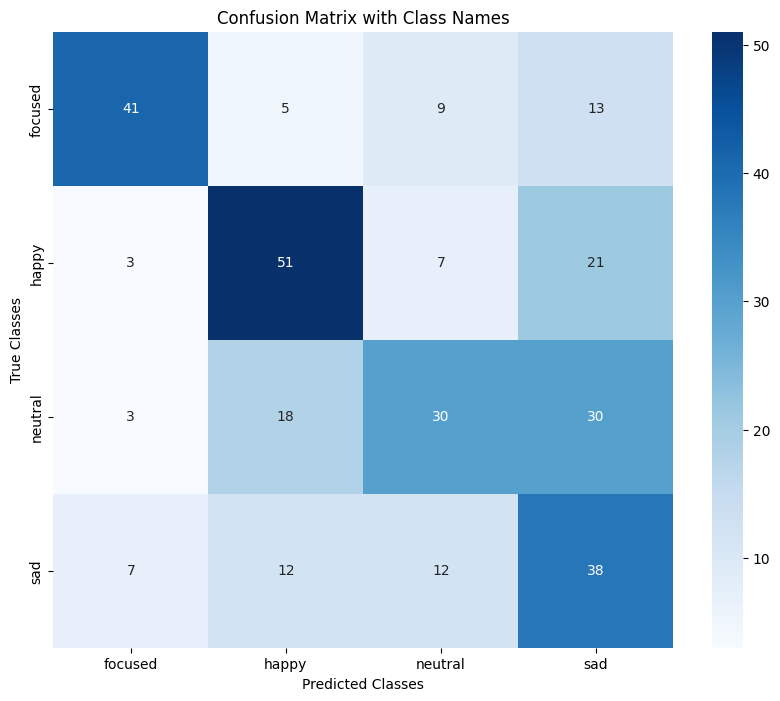 Confusion Matrix with Class Names
True Classes
focused
41 5 9 13
happy
3 51 7 21
neutral
3 18 30 30
sad
7 12 12 38
focused happy neutral sad
Predicted Classes
50
40
30
20
10